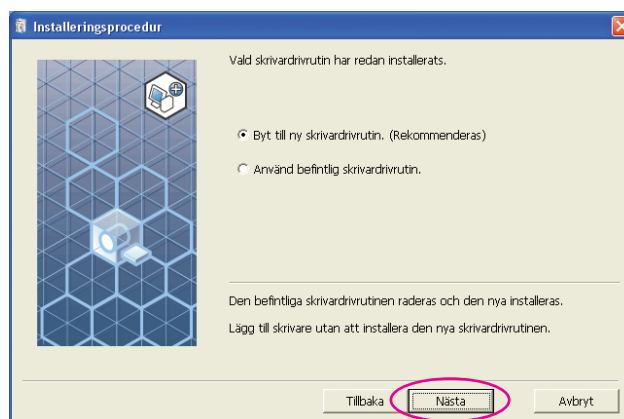 Installeringsprocedur
Vald skrivardrivrutin har redan installerats.
Byt till ny skrivardrivrutin. (Rekommenderas)
Använd befintlig skrivardrivrutin.
Den befintliga skrivardrivrutinen raderas och den nya installeras.
Lägg till skrivare utan att installera den nya skrivardrivrutinen.
Tillbaka Nästa Avbryt